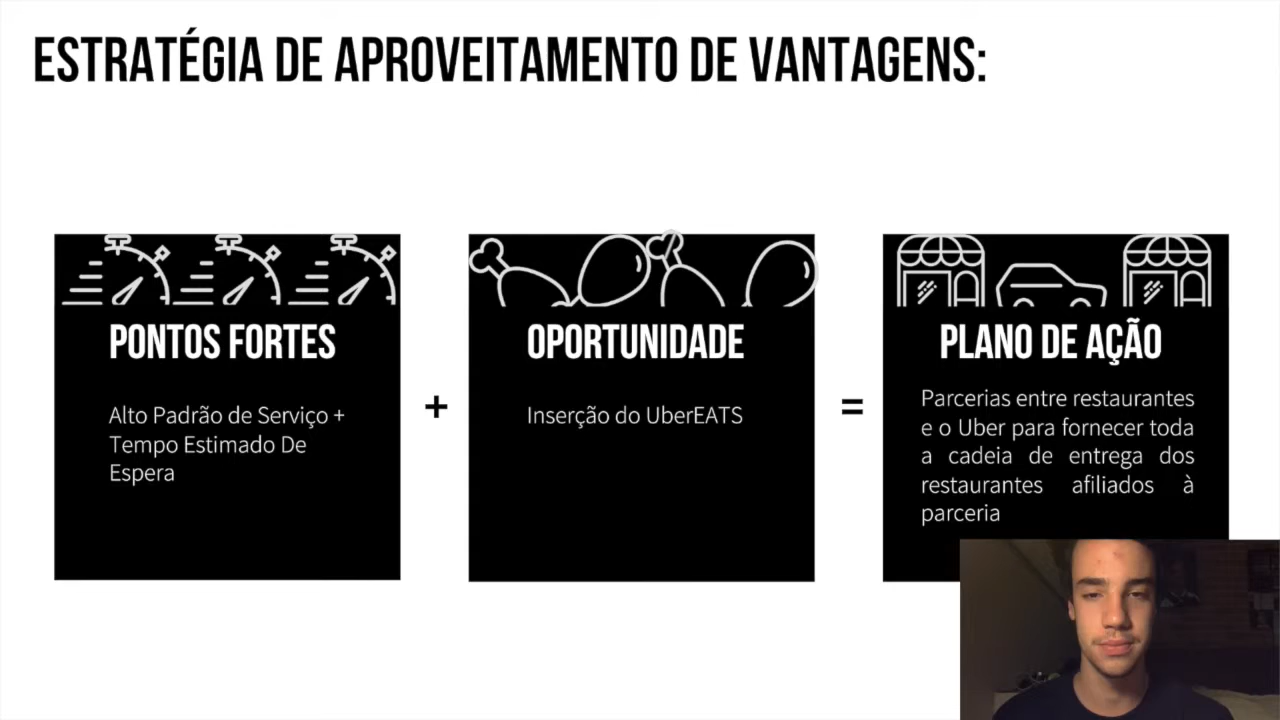 ESTRATÉGIA DE APROVEITAMENTO DE VANTAGENS:
PONTOS FORTES
Alto Padrão de Serviço +
Tempo Estimado De
Espera
+
OPORTUNIDADE
Inserção do UberEATS
=
PLANO DE AÇÃO
Parcerias entre restaurantes
e o Uber para fornecer toda
a cadeia de entrega dos
restaurantes afiliados à
parceria